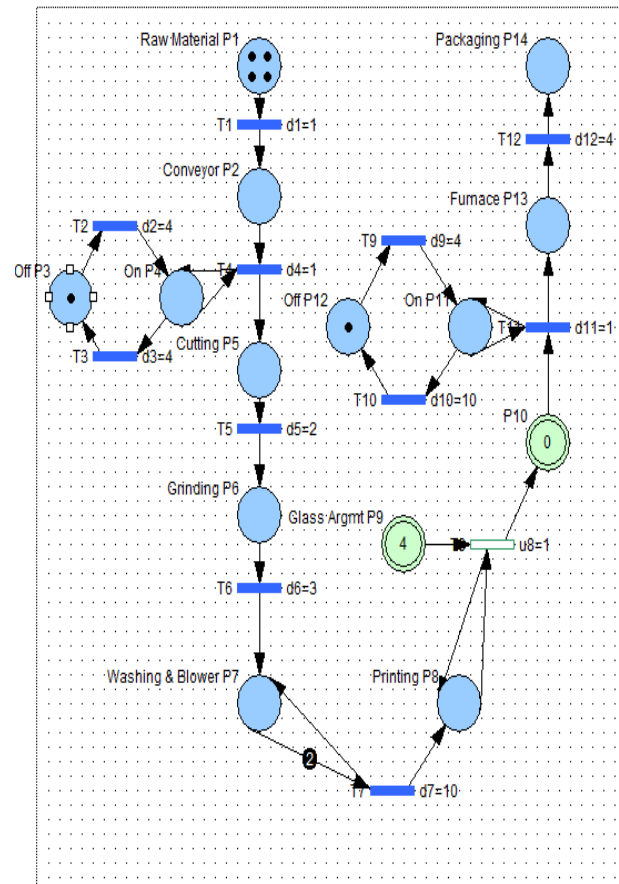 Raw Material P1
Packaging P14
T1 d1=1
T12 d12=4
Conveyor P2
Furnace P13
T2 d2=4
T9 d9=4
Off P3
On P4
T4 d4=1
Off P12
On P11
d11=1
T3 d3=4
Cutting P5
T10 d10=10
P10
0
T5 d5=2
Grinding P6
Glass Argmt P9
4
u8=1
T6 d6=3
Washing & Blower P7
Printing P8
2
T7 d7=10